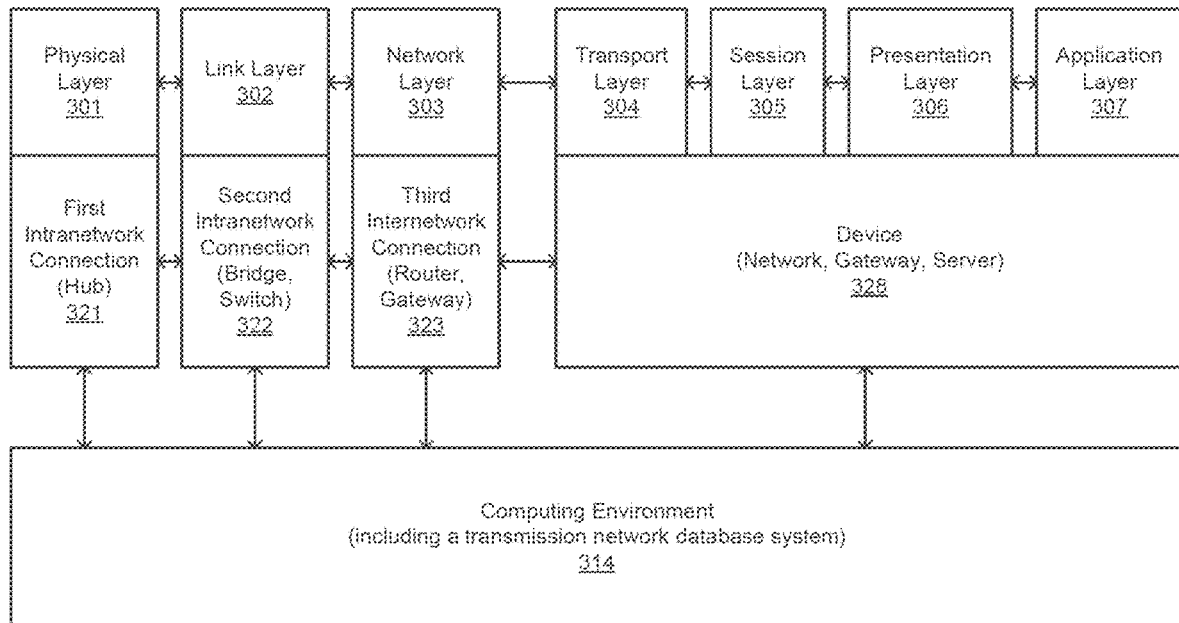 Physical
Layer
301
Link Layer
302
Network
Layer
303
Transport
Layer
304
Session
Layer
305
Presentation
Layer
306
Application
Layer
307
First
Intranetwork
Connection
(Hub)
321
Second
Intranetwork
Connection
(Bridge,
Switch)
322
Third
Internetwork
Connection
(Router,
Gateway)
323
Device
(Network, Gateway, Server)
328
Computing Environment
(including a transmission network database system)
314